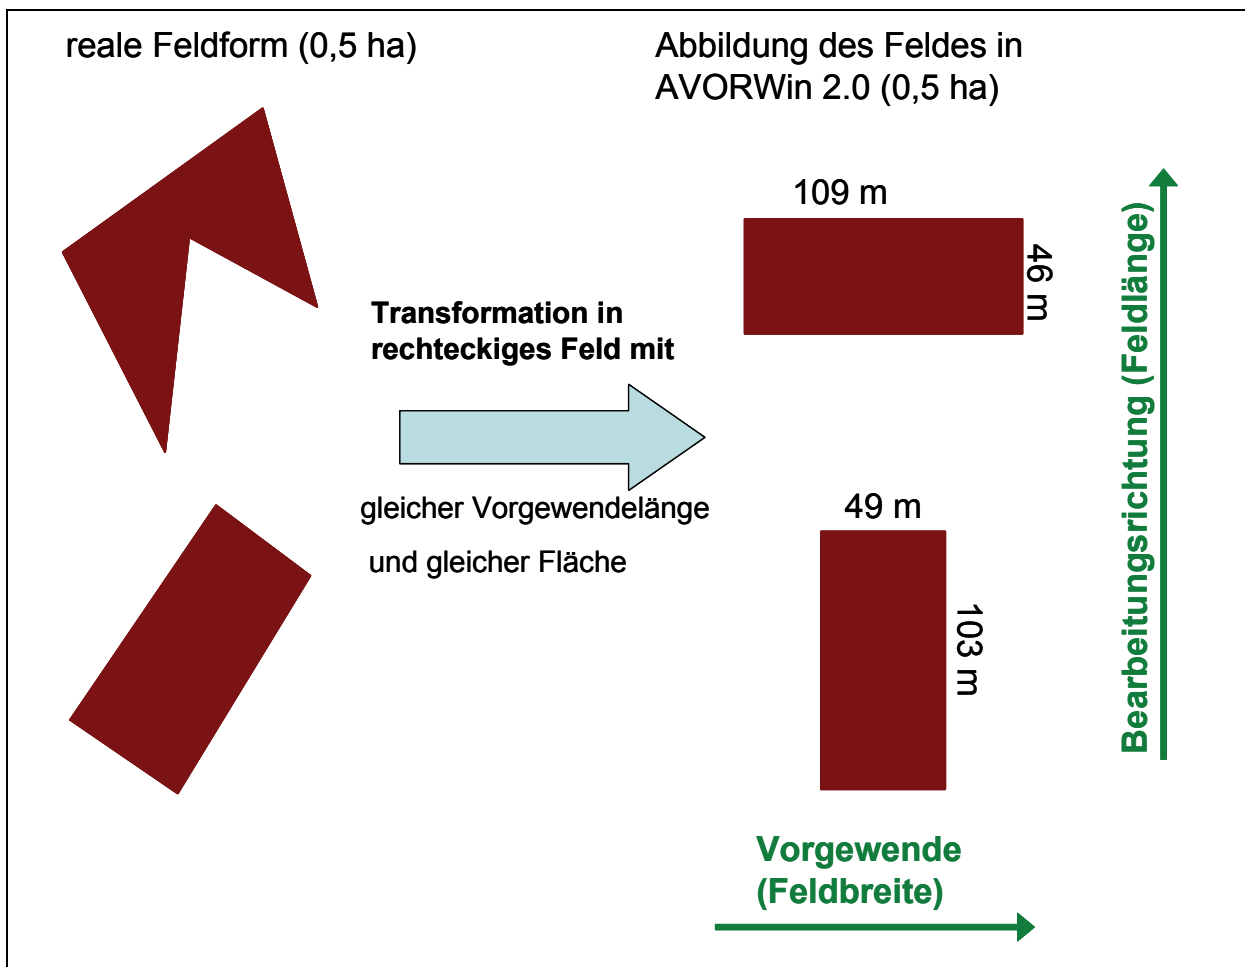 reale Feldform (0,5 ha)
Abbildung des Feldes in
AVORWin 2.0 (0,5 ha)
109 m
46 m
Transformation in
rechteckiges Feld mit
gleicher Vorgewendelänge
und gleicher Fläche
49 m
103 m
Bearbeitungsrichtung (Feldlänge)
Vorgewende
(Feldbreite)